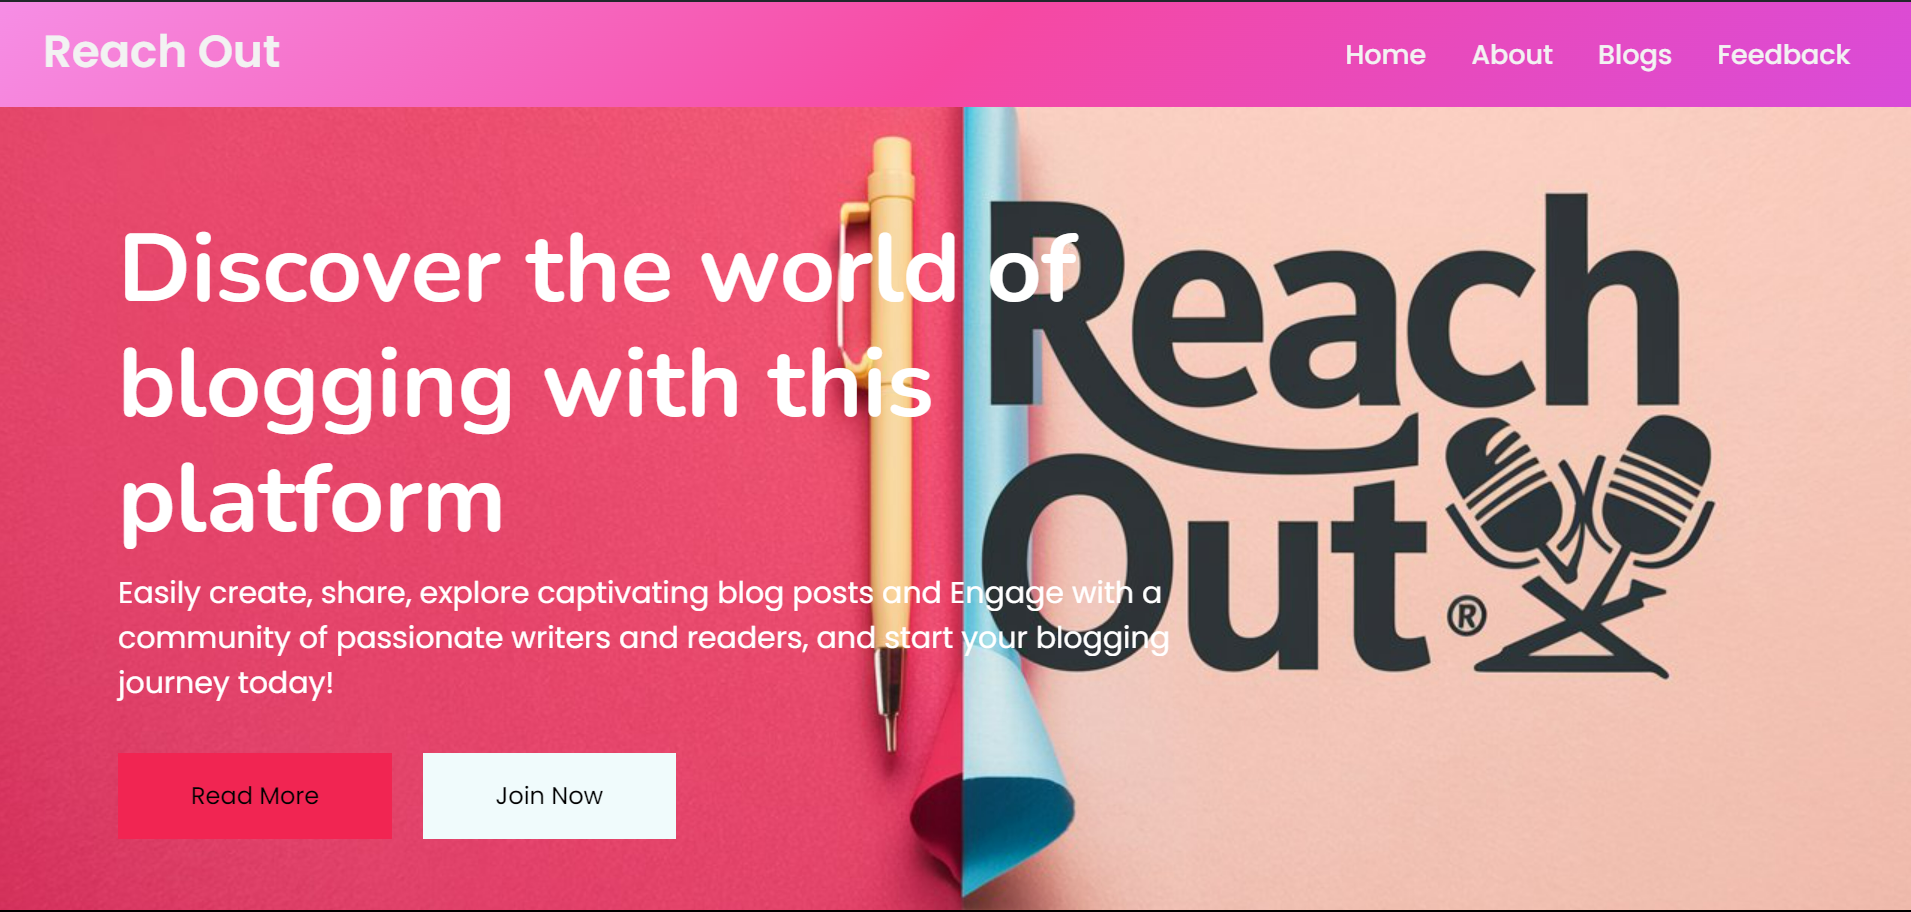 Reach Out
Home About Blogs Feedback
Discover the world of
blogging with this
platform
Easily create, share, explore captivating blog posts and Engage with a
community of passionate writers and readers, and start your blogging
journey today!
Read More
Join Now
Reach
Out ®